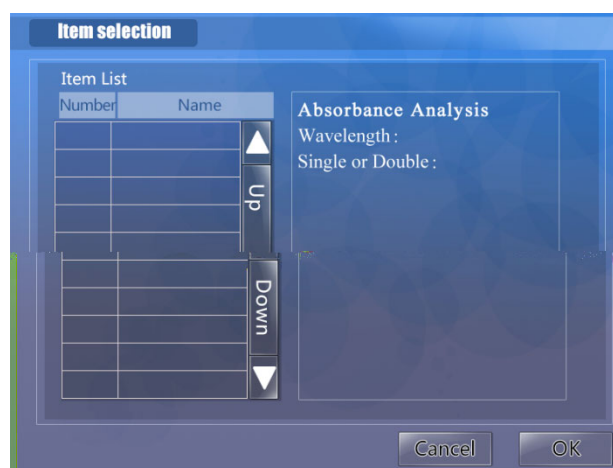 Item selection
Item List
Number Name
Up
Down
Absorbance Analysis
Wavelength :
Single or Double :
Cancel OK